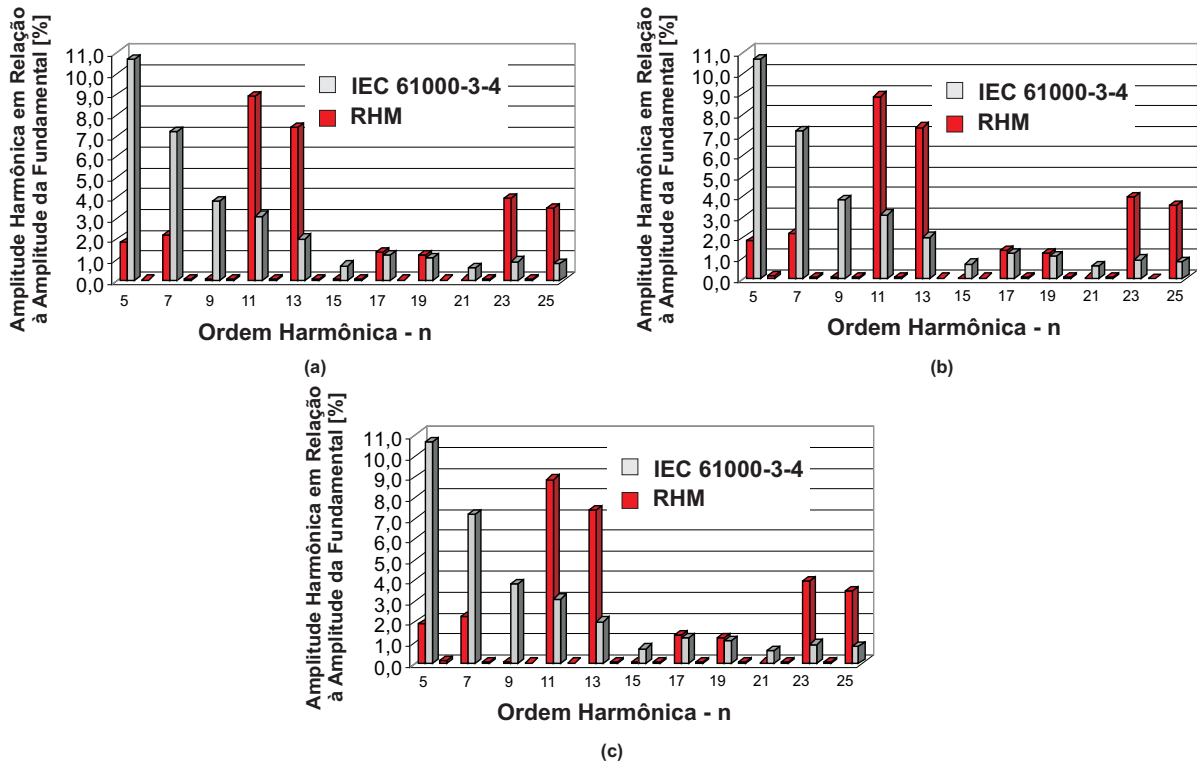 Amplitude Harmônica em Relação
à Amplitude da Fundamental [%]
11,0
10,0
9,0
8,0
7,0
6,0
5,0
4,0
3,0
2,0
1,0
0,0
IEC 61000-3-4
RHM
5 7 9 11 13 15 17 19 21 23 25
Ordem Harmônica - n
(a)
Amplitude Harmônica em Relação
à Amplitude da Fundamental [%]
11,0
10,0
9,0
8,0
7,0
6,0
5,0
4,0
3,0
2,0
1,0
0,0
IEC 61000-3-4
RHM
5 7 9 11 13 15 17 19 21 23 25
Ordem Harmônica - n
(b)
Amplitude Harmônica em Relação
à Amplitude da Fundamental [%]
11,0
10,0
9,0
8,0
7,0
6,0
5,0
4,0
3,0
2,0
1,0
0,0
IEC 61000-3-4
RHM
5 7 9 11 13 15 17 19 21 23 25
Ordem Harmônica - n
(c)